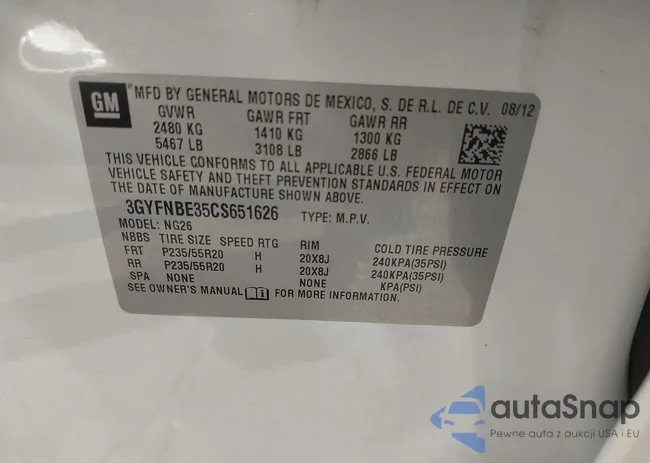 GM
MFD BY GENERAL MOTORS DE MEXICO, S. DE R.L. DE C.V. 08/12
GVWR GAWR FRT GAWR RR
2480 KG 1410 KG 1300 KG
5467 LB 3108 LB 2866 LB
THIS VEHICLE CONFORMS TO ALL APPLICABLE U.S. FEDERAL MOTOR
VEHICLE SAFETY AND THEFT PREVENTION STANDARDS IN EFFECT ON
THE DATE OF MANUFACTURE SHOWN ABOVE.
3GYFNBE35CS651626 TYPE: M.P.V.
MODEL: NG26
NBBS TIRE SIZE SPEED RTG RIM COLD TIRE PRESSURE
FRT P235/55R20 H 20X8J 240KPA(35PSI)
RR P235/55R20 H 20X8J 240KPA(35PSI)
SPA NONE NONE KPA(PSI)
SEE OWNER'S MANUAL FOR MORE INFORMATION.
autoSnap
Pewne auta z aukcji USA i EU